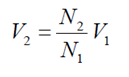 V₂ = N₂/N₁ V₁